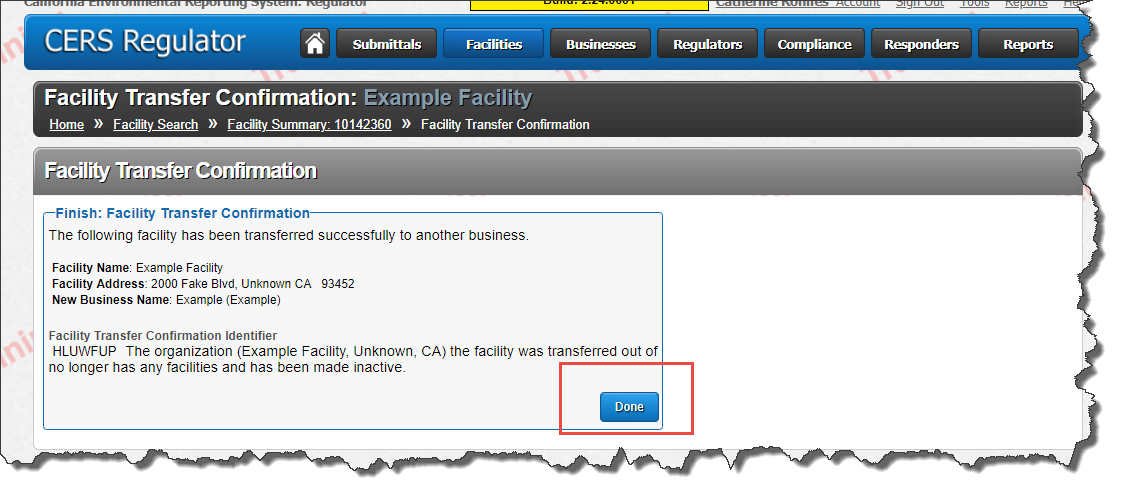 California Environmental Reporting System: Regulator
Build: 2.24.0001
Catherine Account Sign Out Tools Reports Help
CERS Regulator
Submittals Facilities Businesses Regulators Compliance Responders Reports
Facility Transfer Confirmation: Example Facility
Home » Facility Search » Facility Summary: 10142360 » Facility Transfer Confirmation
Facility Transfer Confirmation
Finish: Facility Transfer Confirmation
The following facility has been transferred successfully to another business.
Facility Name: Example Facility
Facility Address: 2000 Fake Blvd, Unknown CA 93452
New Business Name: Example (Example)
Facility Transfer Confirmation Identifier
HLUWFUP The organization (Example Facility, Unknown, CA) the facility was transferred out of
no longer has any facilities and has been made inactive.
Done